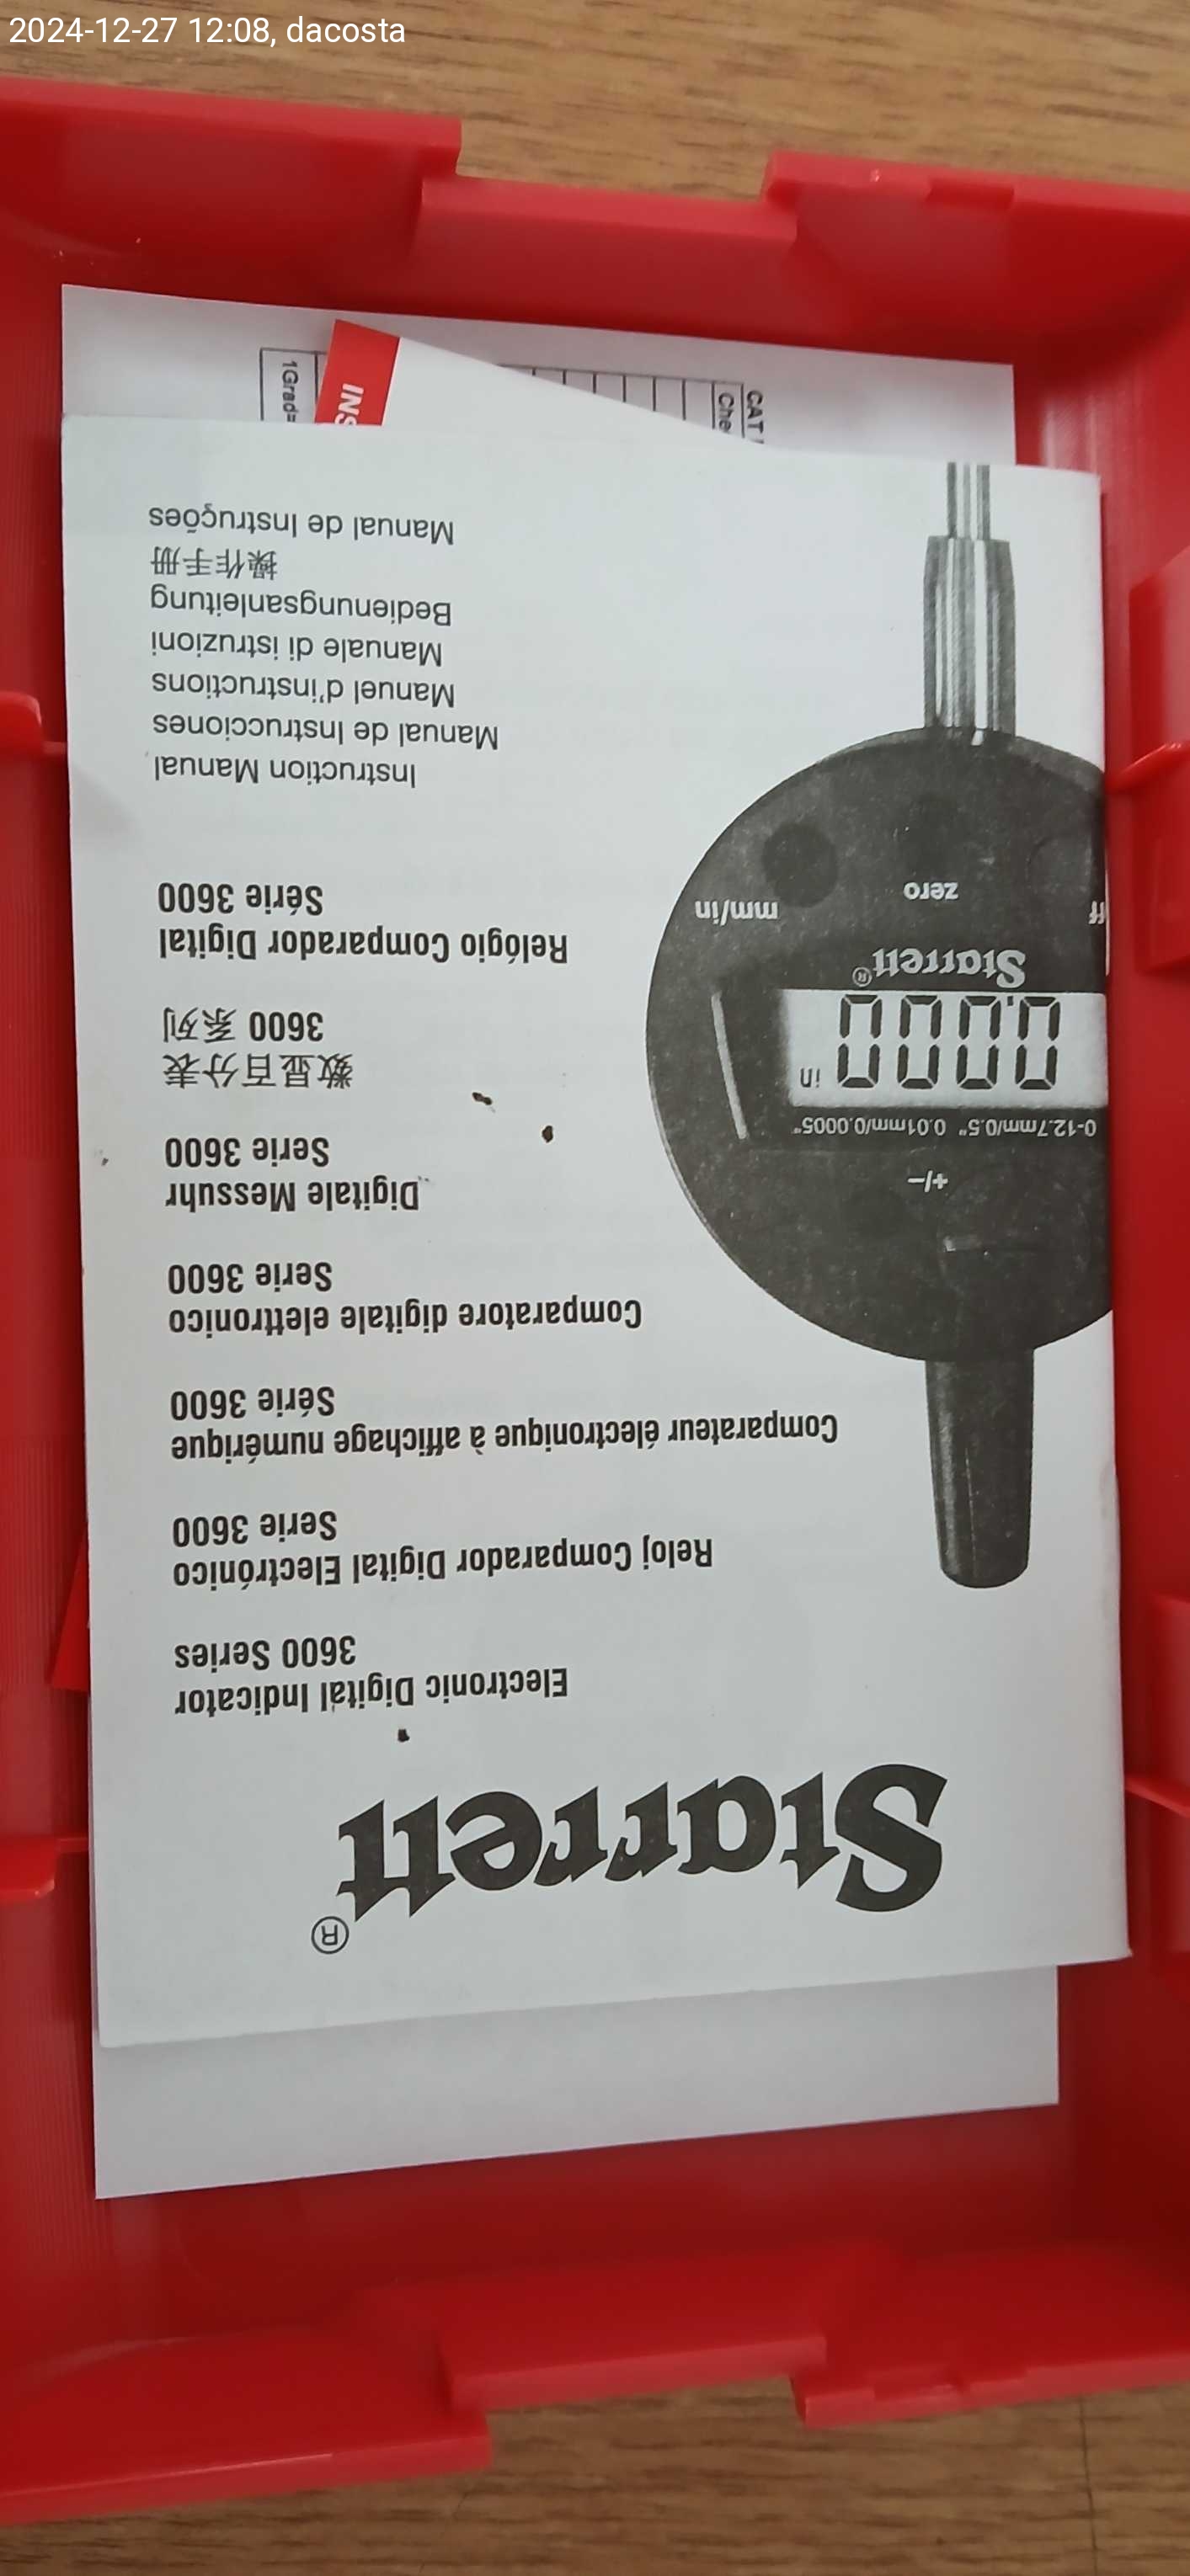 2024-12-27 12:08, dacosta
Starrett®
Electronic Digital Indicator
3600 Series
Reloj Comparador Digital Electrónico
Serie 3600
Comparateur électronique à affichage numérique
Série 3600
Comparatore digitale elettronico
Serie 3600
Digitale Messuhr
Serie 3600
数显百分表
3600 系列
Relógio Comparador Digital
Série 3600
Instruction Manual
Manual de Instrucciones
Manuel d'instructions
Manuale di istruzioni
Bedienungsanleitung
操作手册
Manual de Instruções
+/–
0-12.7mm/0.5" 0.01mm/0.0005"
0.000 in
Starrett®
zero
mm/in
1Grad=
CAT